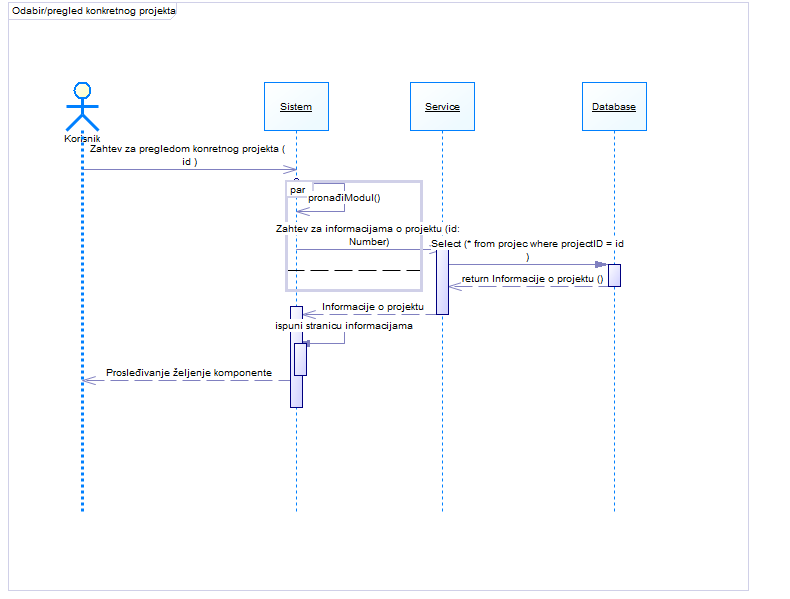 Odabir/pregled konkretnog projekta
Korisnik
Sistem
Service
Database
Zahtev za pregledom konretnog projekta (
id )
par
pronađiModul()
Zahtev za informacijama o projektu (id:
Number)
Select (* from projec where projectID = id
)
return Informacije o projektu ()
Informacije o projektu
ispuni stranicu informacijama
Prosleđivanje željenje komponente